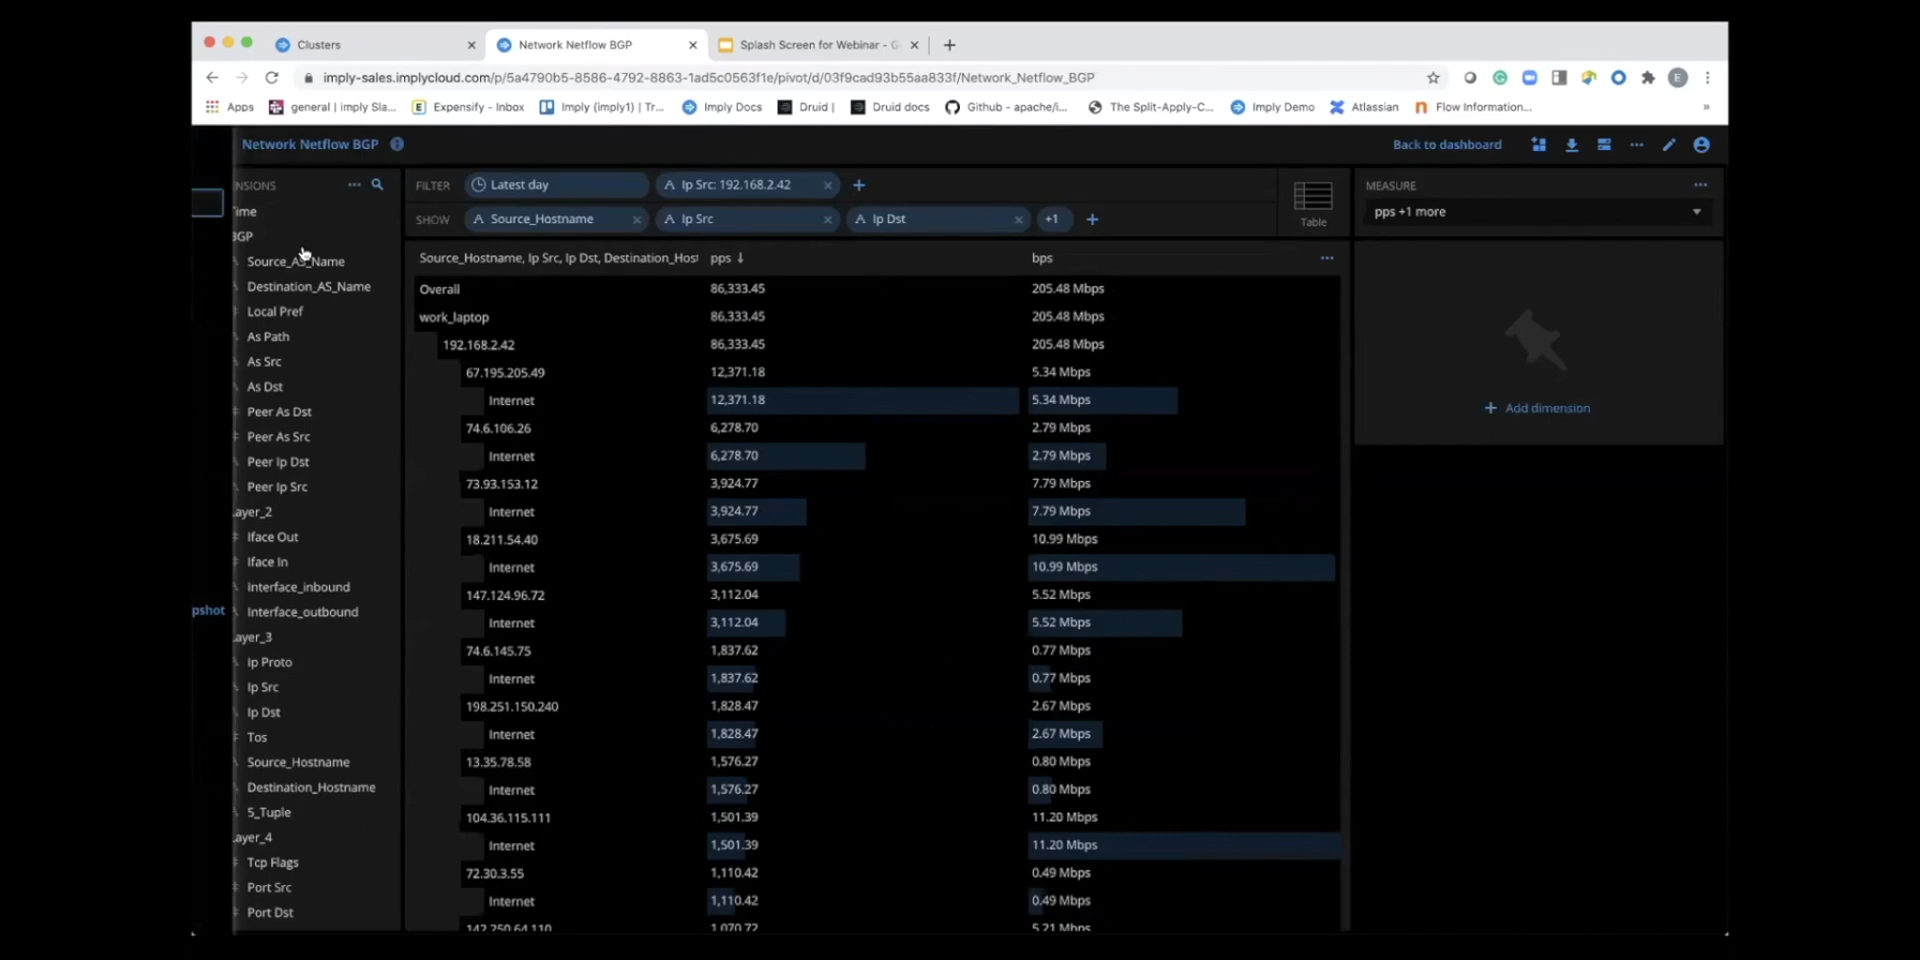 Clusters
Network Netflow BGP
Splash Screen for Webinar - G
imply-sales.implycloud.com/p/5a4790b5-8586-4792-8863-1ad5c0563f1e/pivot/d/03f9cad93b55aa833f/Network_Netflow_BGP
E
Apps
general | imply Sla...
Expensify - Inbox
Imply (imply1) | Tr...
Imply Docs
Druid |
Druid docs
Github - apache/i...
The Split-Apply-C...
Imply Demo
Atlassian
Flow Information...
»
Network Netflow BGP
Back to dashboard
NSIONS
FILTER
Latest day
Ip Src: 192.168.2.42
SHOW
Source_Hostname
Ip Src
Ip Dst
+1
Table
MEASURE
pps +1 more
Add dimension
ime
BGP
Source_AS_Name
Destination_AS_Name
Local Pref
As Path
As Src
As Dst
Peer As Dst
Peer As Src
Peer Ip Dst
Peer Ip Src
ayer_2
Iface Out
Iface In
Interface_inbound
Interface_outbound
pshot
ayer_3
Ip Proto
Ip Src
Ip Dst
Tos
Source_Hostname
Destination_Hostname
5_Tuple
ayer_4
Tcp Flags
Port Src
Port Dst
Source_Hostname, Ip Src, Ip Dst, Destination_Host pps ↓ bps
Overall 86,333.45 205.48 Mbps
work_laptop 86,333.45 205.48 Mbps
192.168.2.42 86,333.45 205.48 Mbps
67.195.205.49 12,371.18 5.34 Mbps
Internet 12,371.18 5.34 Mbps
74.6.106.26 6,278.70 2.79 Mbps
Internet 6,278.70 2.79 Mbps
73.93.153.12 3,924.77 7.79 Mbps
Internet 3,924.77 7.79 Mbps
18.211.54.40 3,675.69 10.99 Mbps
Internet 3,675.69 10.99 Mbps
147.124.96.72 3,112.04 5.52 Mbps
Internet 3,112.04 5.52 Mbps
74.6.145.75 1,837.62 0.77 Mbps
Internet 1,837.62 0.77 Mbps
198.251.150.240 1,828.47 2.67 Mbps
Internet 1,828.47 2.67 Mbps
13.35.78.58 1,576.27 0.80 Mbps
Internet 1,576.27 0.80 Mbps
104.36.115.111 1,501.39 11.20 Mbps
Internet 1,501.39 11.20 Mbps
72.30.3.55 1,110.42 0.49 Mbps
Internet 1,110.42 0.49 Mbps
142.250.64.110 1,070.72 5.21 Mbps